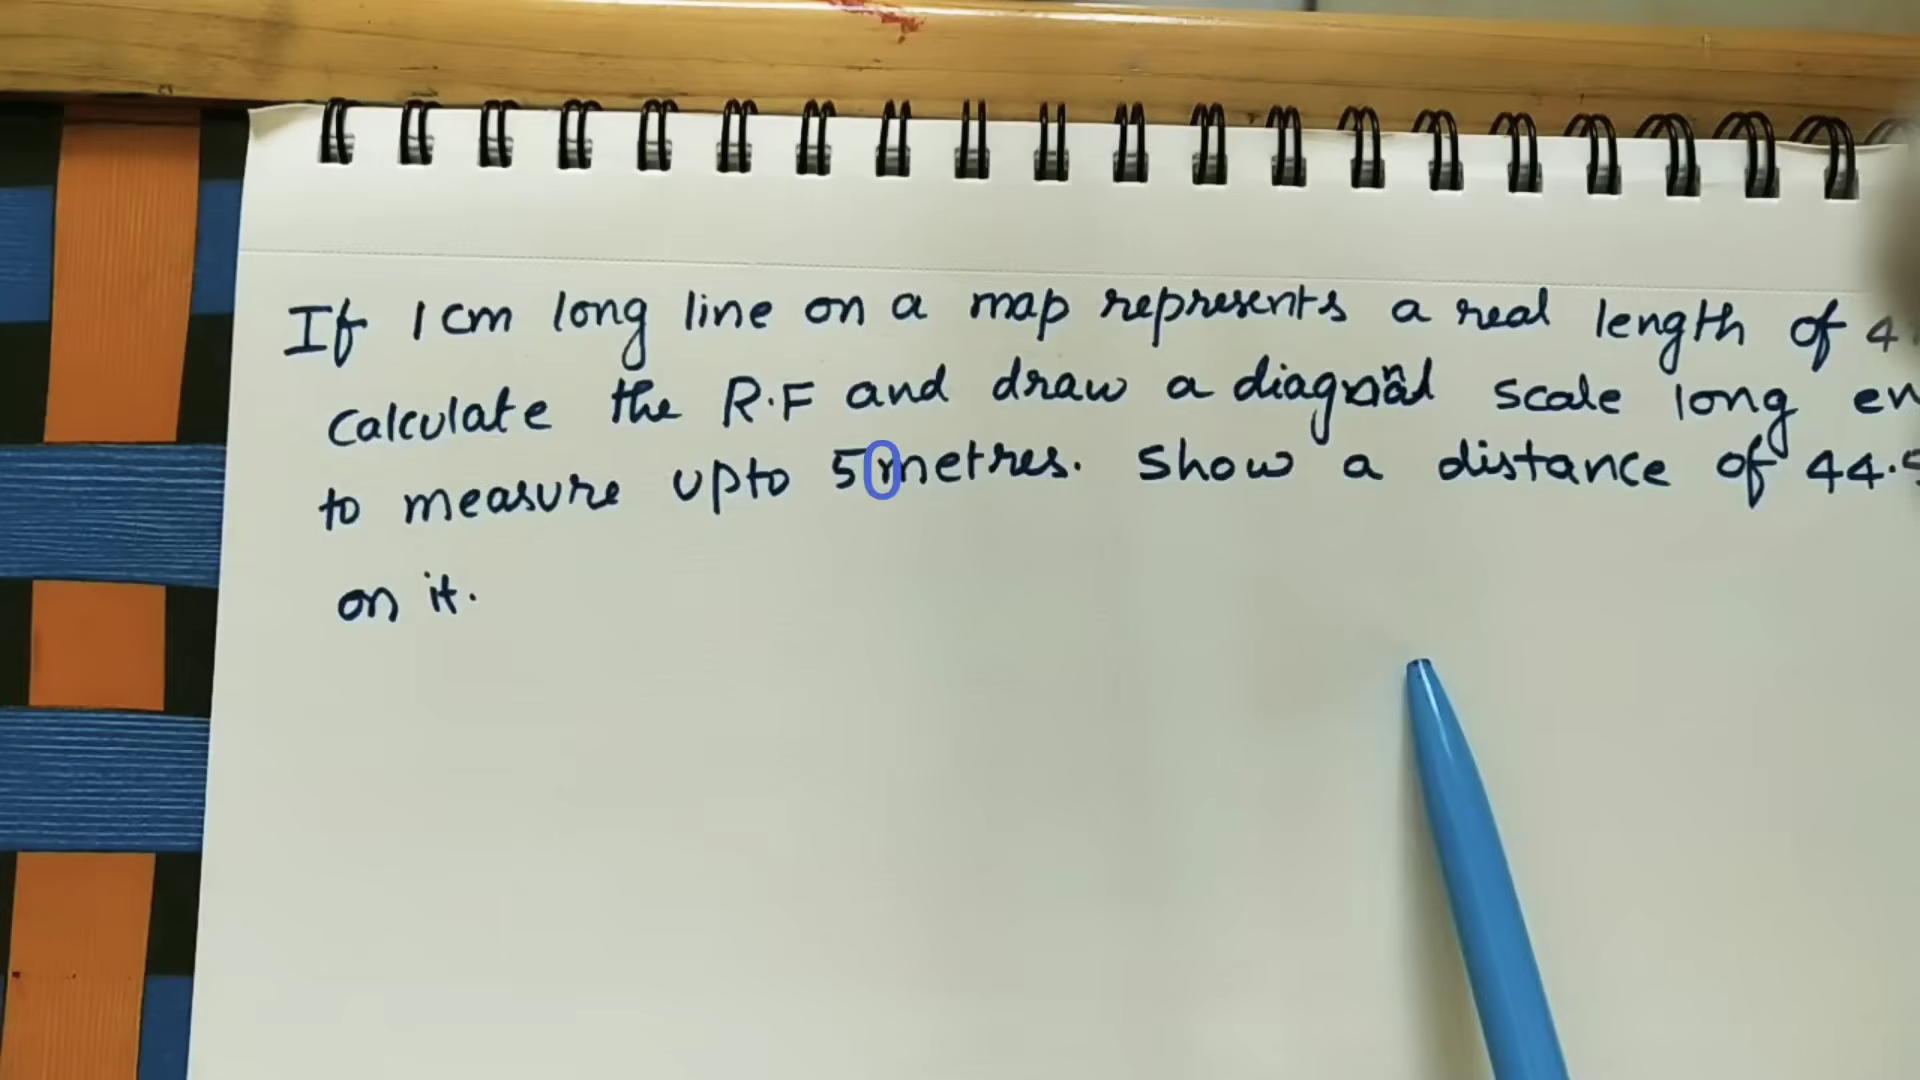 If 1cm long line on a map represents a real length of 4
Calculate the R.F and draw a diagonal scale long en
to measure upto 50metres. Show a distance of 44.5
on it.